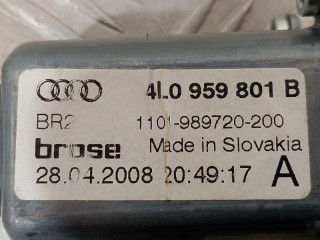 4L0 959 801 B
BR2 1101-989720-200
brose Made in Slovakia
28.04.2008 20:49:17 A